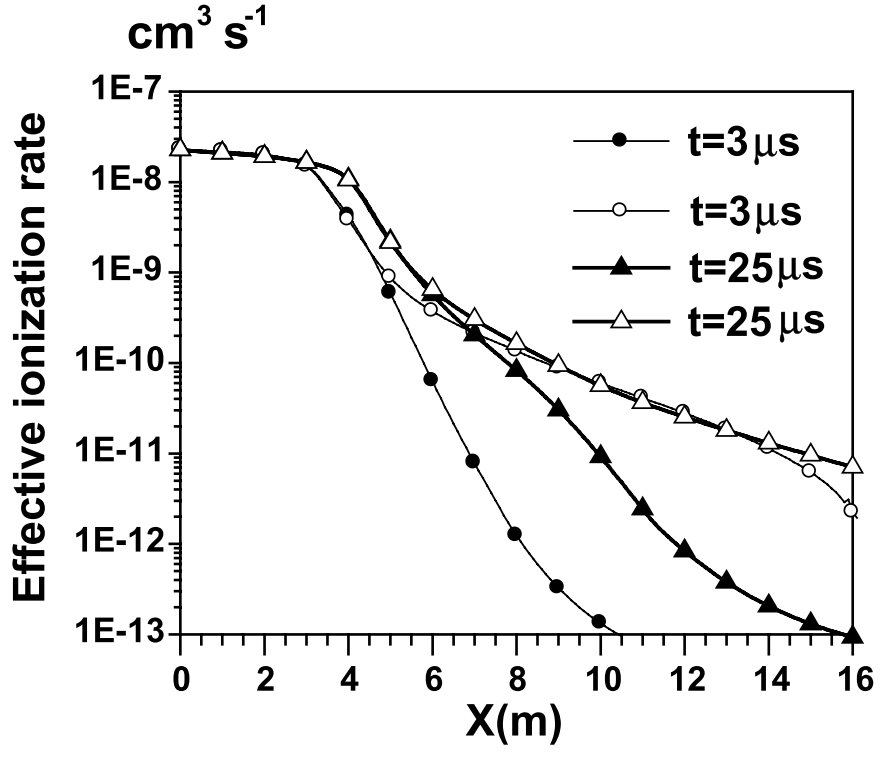 cm³ s⁻¹
Effective ionization rate
1E-7
1E-8
1E-9
1E-10
1E-11
1E-12
1E-13
t=3μs
t=3μs
t=25μs
t=25μs
0 2 4 6 8 10 12 14 16
X(m)